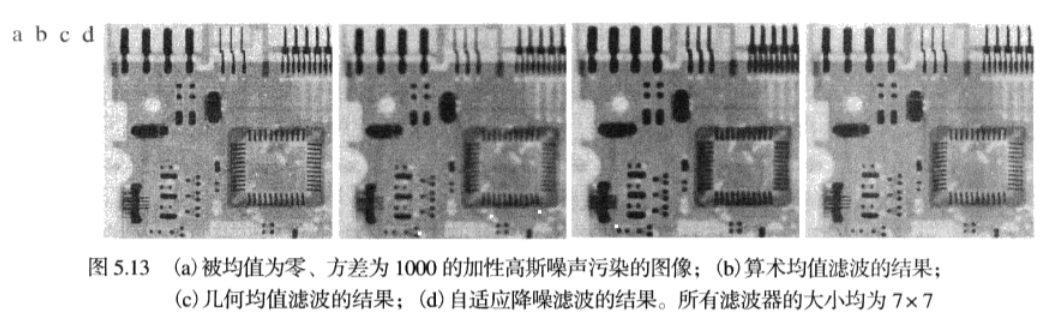 a b c d
图 5.13 (a)被均值为零、方差为 1000 的加性高斯噪声污染的图像；(b)算术均值滤波的结果；
(c)几何均值滤波的结果；(d)自适应降噪滤波的结果。所有滤波器的大小均为 7×7